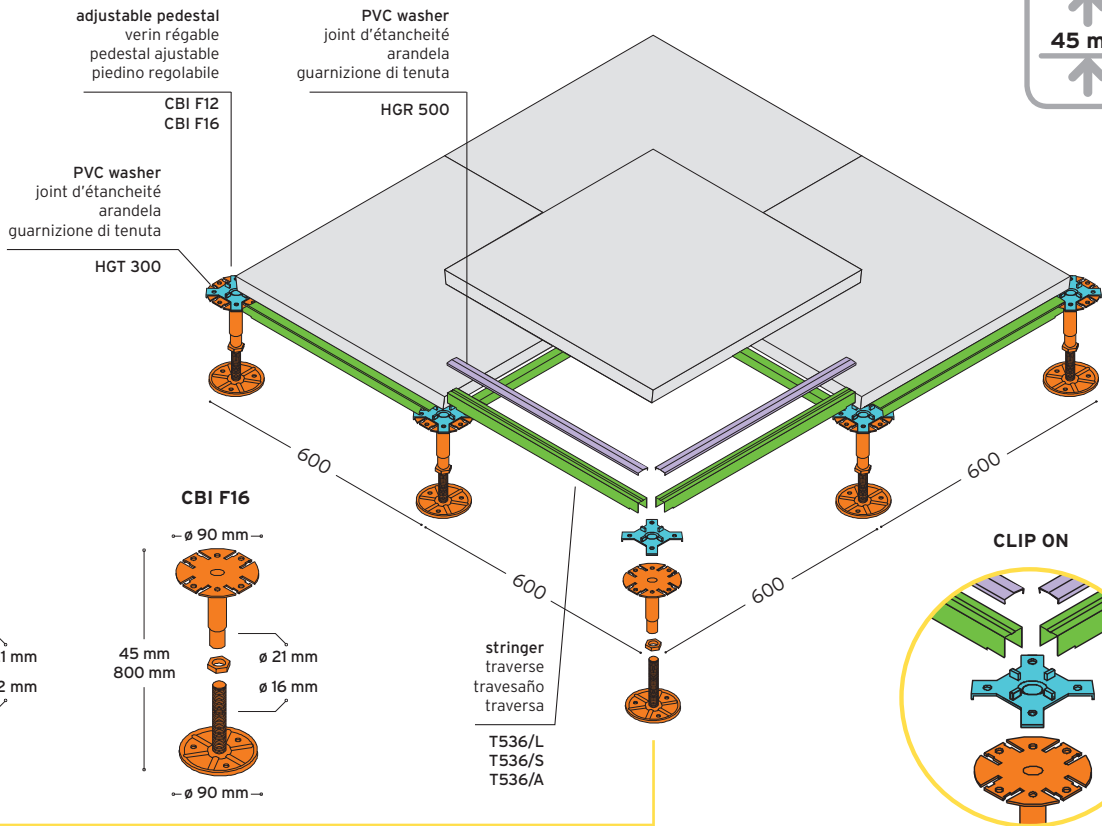 adjustable pedestal
verin régable
pedestal ajustable
piedino regolabile
CBI F12
CBI F16
PVC washer
joint d'étancheité
arandela
guarnizione di tenuta
HGR 500
45 m
PVC washer
joint d'étancheité
arandela
guarnizione di tenuta
HGT 300
600
600
600
600
CBI F16
ø 90 mm
45 mm
800 mm
ø 21 mm
ø 16 mm
ø 90 mm
1 mm
2 mm
stringer
traverse
travesaño
traversa
T536/L
T536/S
T536/A
CLIP ON